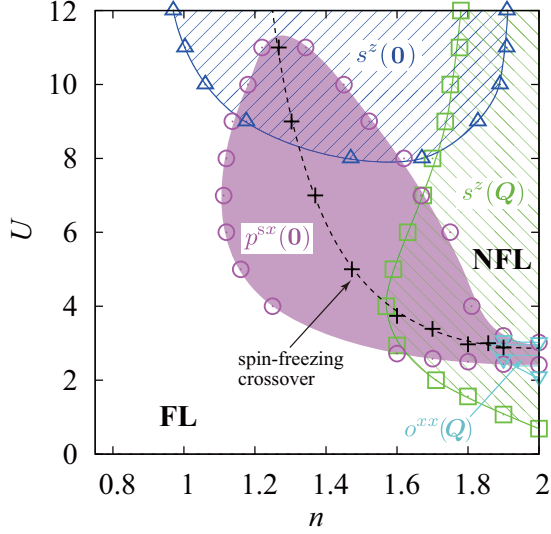 12
10
8
6
4
2
0
U
s^z(0)
s^z(Q)
p^{sx}(0)
NFL
spin-freezing
crossover
o^{xx}(Q)
FL
0.8 1 1.2 1.4 1.6 1.8 2
n